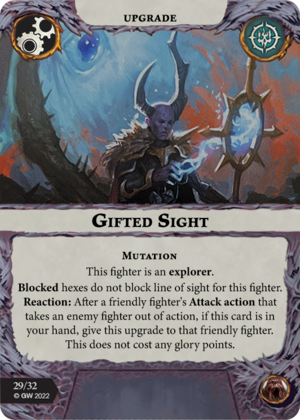 UPGRADE
GIFTED SIGHT
MUTATION
This fighter is an explorer.
Blocked hexes do not block line of sight for this fighter.
Reaction: After a friendly fighter's Attack action that
takes an enemy fighter out of action, if this card is in
your hand, give this upgrade to that friendly fighter.
This does not cost any glory points.
29/32
© GW 2022